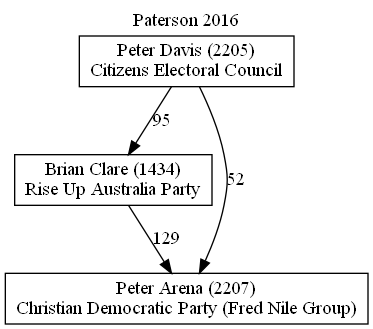 Paterson 2016
Peter Davis (2205)
Citizens Electoral Council
95
Brian Clare (1434)
Rise Up Australia Party
52
129
Peter Arena (2207)
Christian Democratic Party (Fred Nile Group)